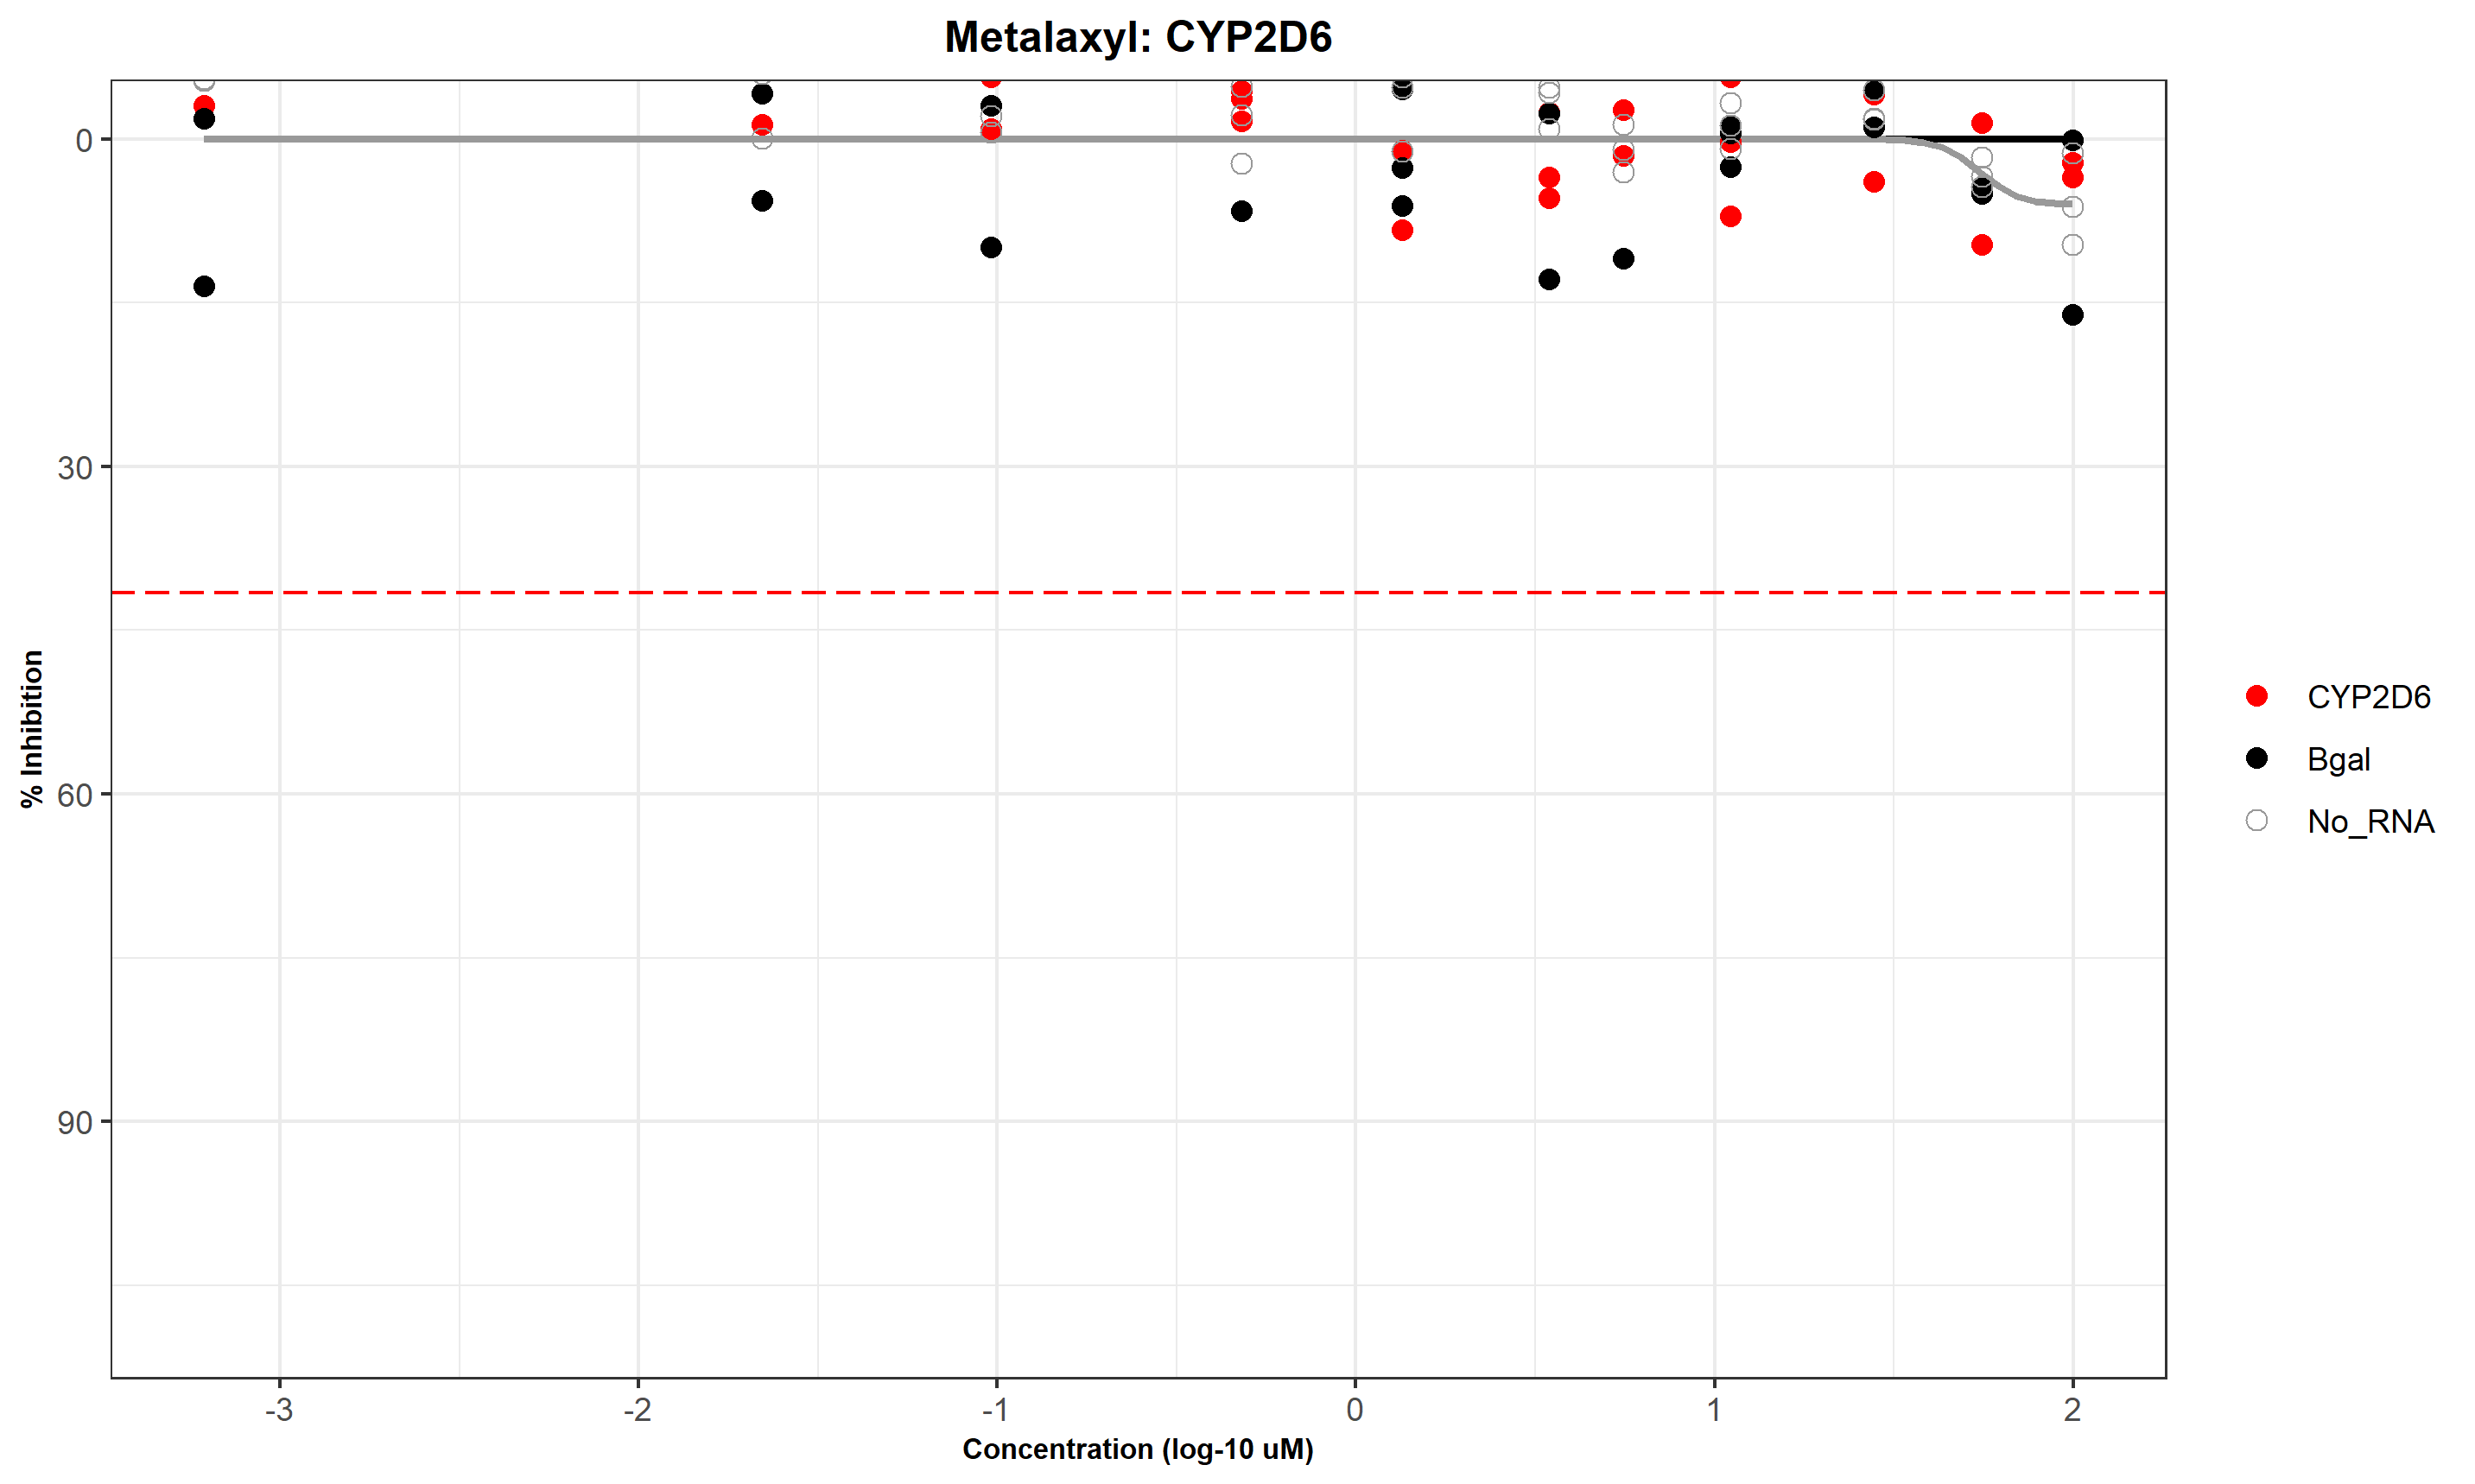 Metalaxyl: CYP2D6
0
30
60
90
% Inhibition
-3
-2
-1
0
1
2
Concentration (log-10 uM)
CYP2D6
Bgal
No_RNA